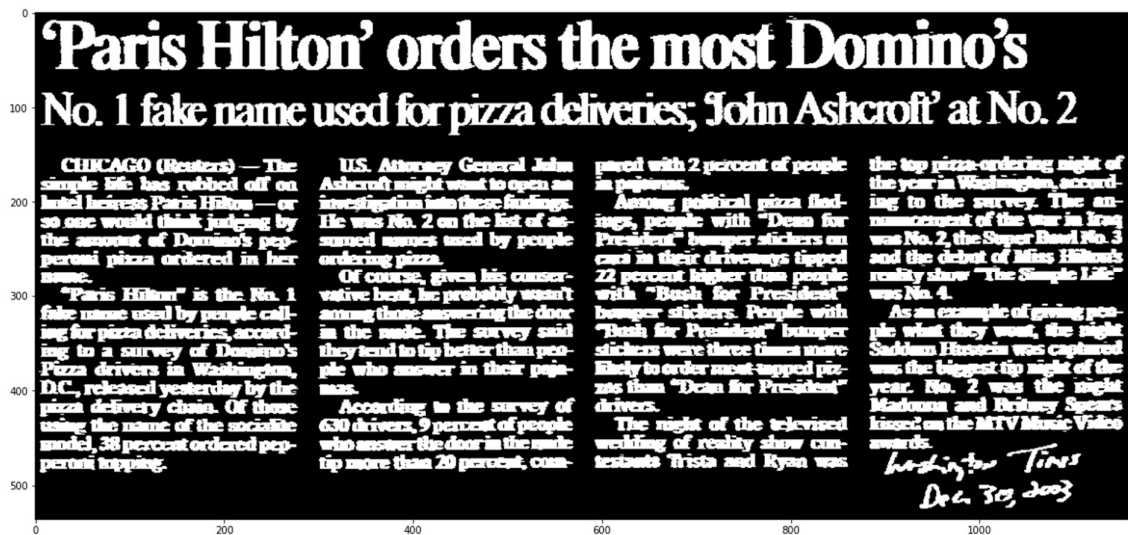 'Paris Hilton' orders the most Domino's
No. 1 fake name used for pizza deliveries; 'John Ashcroft' at No. 2
CHICAGO (Reuters) — The
simple life has rubbed off on
hotel heiress Paris Hilton — or
so one would think judging by
the amount of Domino's pep-
peroni pizza ordered in her
name.
"Paris Hilton" is the No. 1
fake name used by people call-
ing for pizza deliveries, accord-
ing to a survey of Domino's
Pizza drivers in Washington,
D.C., released yesterday by the
pizza delivery chain. Of those
using the name of the socialite
model, 38 percent ordered pep-
peroni topping.
U.S. Attorney General John
Ashcroft might want to open an
investigation into these findings.
He was No. 2 on the list of as-
sumed names used by people
ordering pizza.
Of course, given his conser-
vative bent, he probably wasn't
among those answering the door
in the nude. The survey said
they tend to tip better than peo-
ple who answer in their paja-
mas.
According to the survey of
630 drivers, 9 percent of people
who answer the door in the nude
tip more than 20 percent, com-
pared with 2 percent of people
in pajamas.
Among political pizza find-
ings, people with "Dean for
President" bumper stickers on
cars in their driveways tipped
22 percent higher than people
with "Bush for President"
bumper stickers. People with
"Bush for President" bumper
stickers were three times more
likely to order meat-topped piz-
zas than "Dean for President"
drivers.
The night of the televised
wedding of reality show con-
testants Trista and Ryan was
the top pizza-ordering night of
the year in Washington, accord-
ing to the survey. The an-
nouncement of the war in Iraq
was No. 2, the Super Bowl No. 3
and the debut of Miss Hilton's
reality show "The Simple Life"
was No. 4.
As an example of giving peo-
ple what they want, the night
Saddam Hussein was captured
was the biggest tip night of the
year. No. 2 was the night
Madonna and Britney Spears
kissed on the MTV Music Video
awards.
Washington Times
Dec 30, 2003
0
100
200
300
400
500
0 200 400 600 800 1000